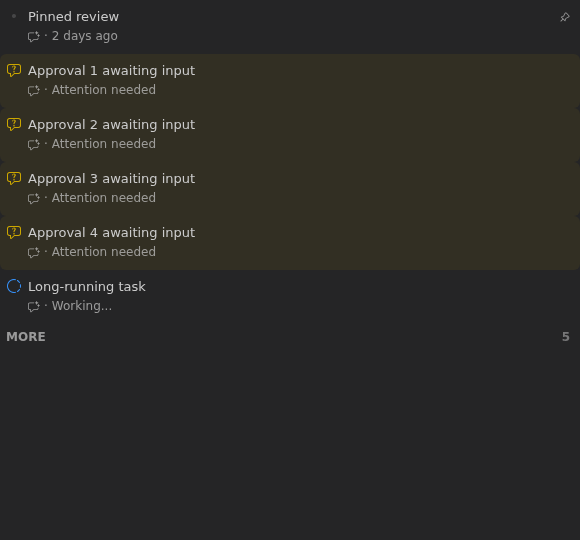 Pinned review
· 2 days ago
Approval 1 awaiting input
· Attention needed
Approval 2 awaiting input
· Attention needed
Approval 3 awaiting input
· Attention needed
Approval 4 awaiting input
· Attention needed
Long-running task
· Working...
MORE 5